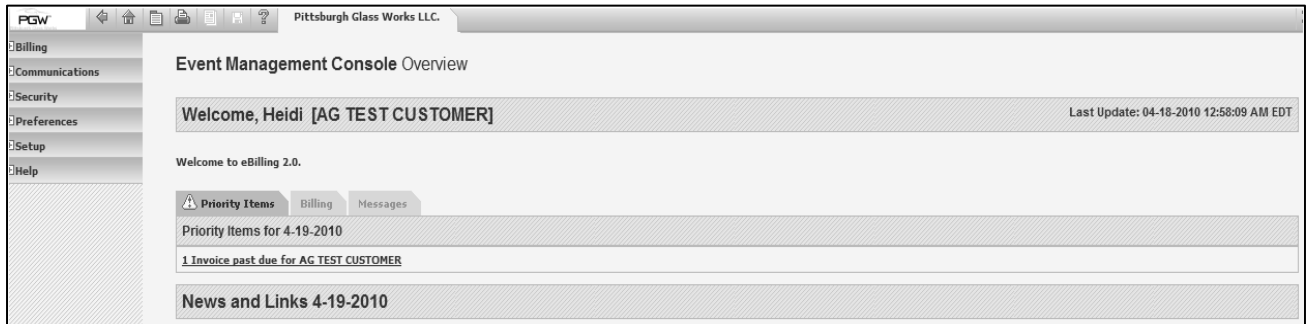 PGW
Pittsburgh Glass Works LLC.
Billing
Communications
Security
Preferences
Setup
Help
Event Management Console Overview
Welcome, Heidi [AG TEST CUSTOMER]
Last Update: 04-18-2010 12:58:09 AM EDT
Welcome to eBilling 2.0.
Priority Items
Billing
Messages
Priority Items for 4-19-2010
1 Invoice past due for AG TEST CUSTOMER
News and Links 4-19-2010